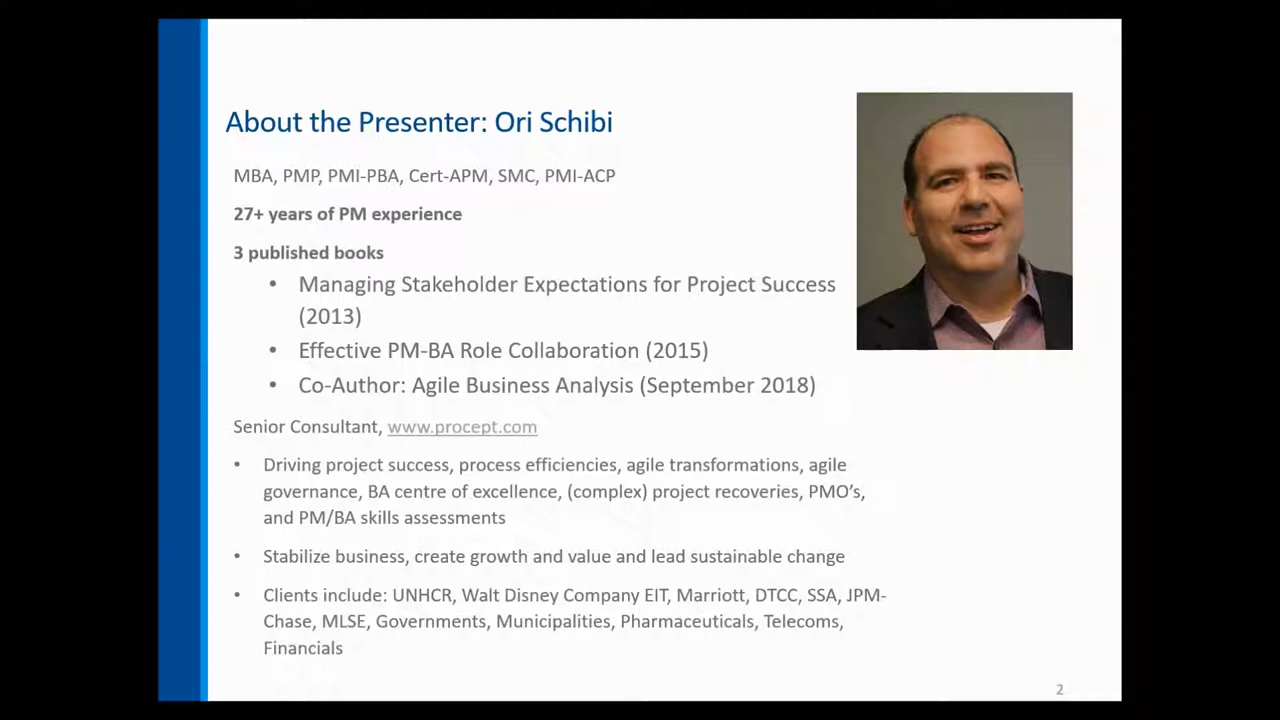 About the Presenter: Ori Schibi
MBA, PMP, PMI-PBA, Cert-APM, SMC, PMI-ACP
27+ years of PM experience
3 published books
• Managing Stakeholder Expectations for Project Success
(2013)
• Effective PM-BA Role Collaboration (2015)
• Co-Author: Agile Business Analysis (September 2018)
Senior Consultant, www.procept.com
• Driving project success, process efficiencies, agile transformations, agile
governance, BA centre of excellence, (complex) project recoveries, PMO’s,
and PM/BA skills assessments
• Stabilize business, create growth and value and lead sustainable change
• Clients include: UNHCR, Walt Disney Company EIT, Marriott, DTCC, SSA, JPM-
Chase, MLSE, Governments, Municipalities, Pharmaceuticals, Telecoms,
Financials
2